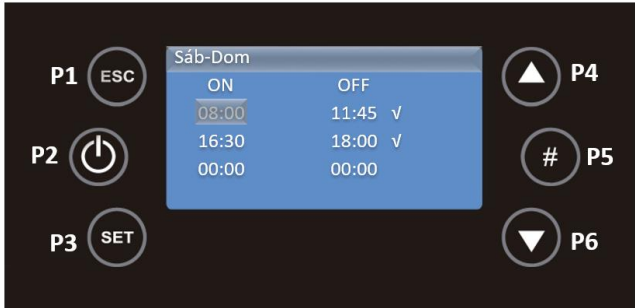 Sáb-Dom
ON OFF
08:00 11:45 √
16:30 18:00 √
00:00 00:00
P1 ESC
P2
P3 SET
P4
# P5
P6